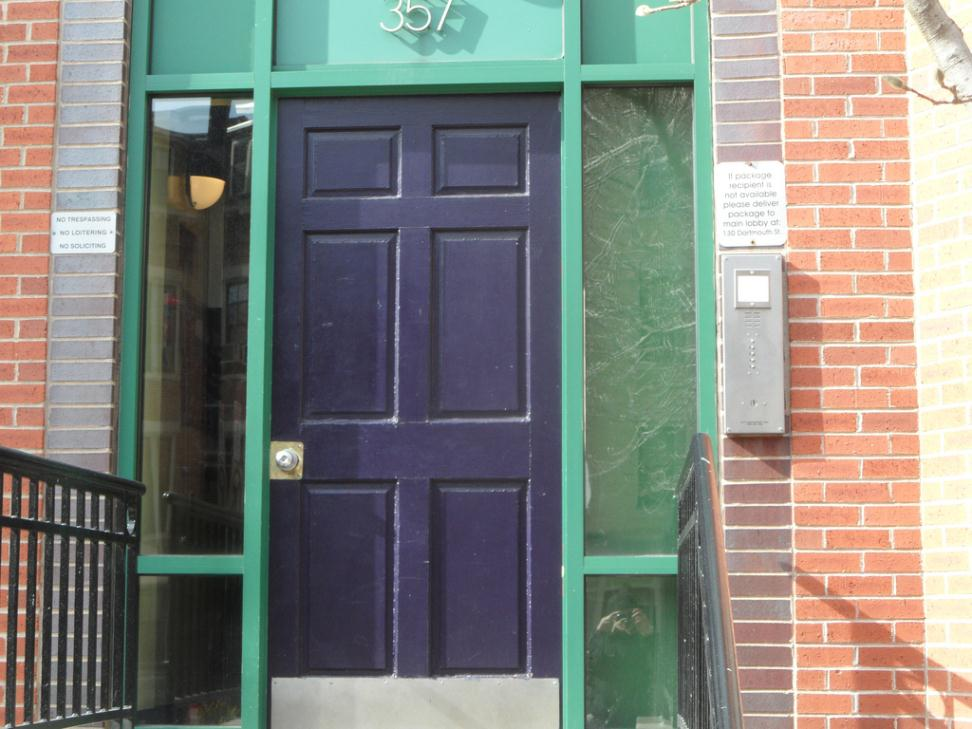 357
NO TRESPASSING
NO LOITERING
NO SOLICITING
If package
recipient is
not available
please deliver
package to
main lobby at:
130 Dartmouth St.